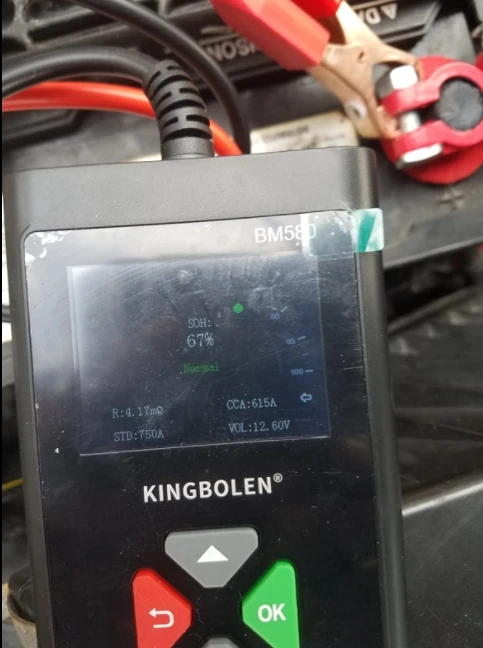 BM580
SOH:
67%
Normal
R:4.17mΩ
CCA:615A
STD:750A
VOL:12.60V
KINGBOLEN®
OK